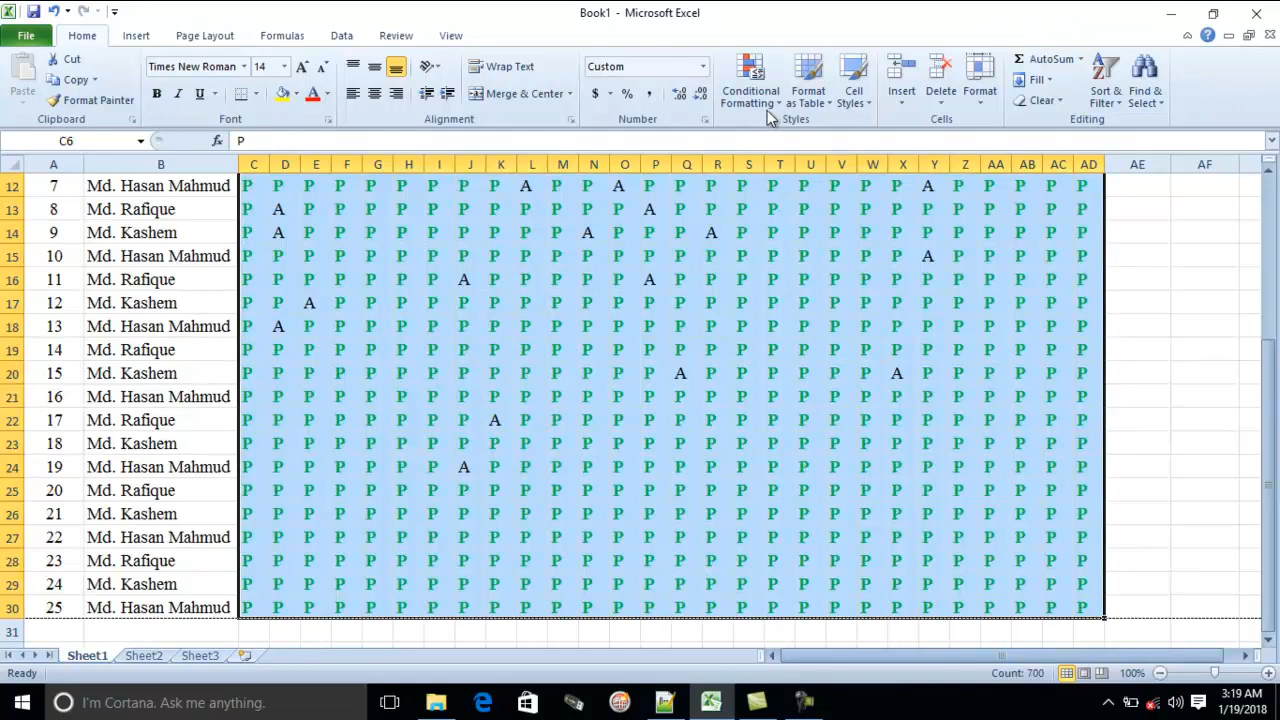 Book1 - Microsoft Excel
File Home Insert Page Layout Formulas Data Review View
Paste Cut Copy Format Painter Clipboard
Times New Roman 14 B I U A A A Font
Wrap Text Merge & Center Alignment
Custom $ % , .0 .00 .00 .0 Number
Conditional Formatting Format as Table Cell Styles Styles
Insert Delete Format Cells
Σ AutoSum Fill Clear Sort & Filter Find & Select Editing
C6 fx P
A B C D E F G H I J K L M N O P Q R S T U V W X Y Z AA AB AC AD AE AF
12 7 Md. Hasan Mahmud P P P P P P P P P A P P A P P P P P P P P P A P P P P P
13 8 Md. Rafique P A P P P P P P P P P P P A P P P P P P P P P P P P P P
14 9 Md. Kashem P A P P P P P P P P P A P P P A P P P P P P P P P P P P
15 10 Md. Hasan Mahmud P P P P P P P P P P P P P P P P P P P P P P A P P P P P
16 11 Md. Rafique P P P P P P P A P P P P P A P P P P P P P P P P P P P P
17 12 Md. Kashem P P A P P P P P P P P P P P P P P P P P P P P P P P P P
18 13 Md. Hasan Mahmud P A P P P P P P P P P P P P P P P P P P P P P P P P P P
19 14 Md. Rafique P P P P P P P P P P P P P P P P P P P P P P P P P P P P
20 15 Md. Kashem P P P P P P P P P P P P P P A P P P P P P A P P P P P P
21 16 Md. Hasan Mahmud P P P P P P P P P P P P P P P P P P P P P P P P P P P P
22 17 Md. Rafique P P P P P P P P A P P P P P P P P P P P P P P P P P P P
23 18 Md. Kashem P P P P P P P P P P P P P P P P P P P P P P P P P P P P
24 19 Md. Hasan Mahmud P P P P P P P A P P P P P P P P P P P P P P P P P P P P
25 20 Md. Rafique P P P P P P P P P P P P P P P P P P P P P P P P P P P P
26 21 Md. Kashem P P P P P P P P P P P P P P P P P P P P P P P P P P P P
27 22 Md. Hasan Mahmud P P P P P P P P P P P P P P P P P P P P P P P P P P P P
28 23 Md. Rafique P P P P P P P P P P P P P P P P P P P P P P P P P P P P
29 24 Md. Kashem P P P P P P P P P P P P P P P P P P P P P P P P P P P P
30 25 Md. Hasan Mahmud P P P P P P P P P P P P P P P P P P P P P P P P P P P P
31
Sheet1 Sheet2 Sheet3
Ready Count: 700 100%
I'm Cortana. Ask me anything.
3:19 AM
1/19/2018